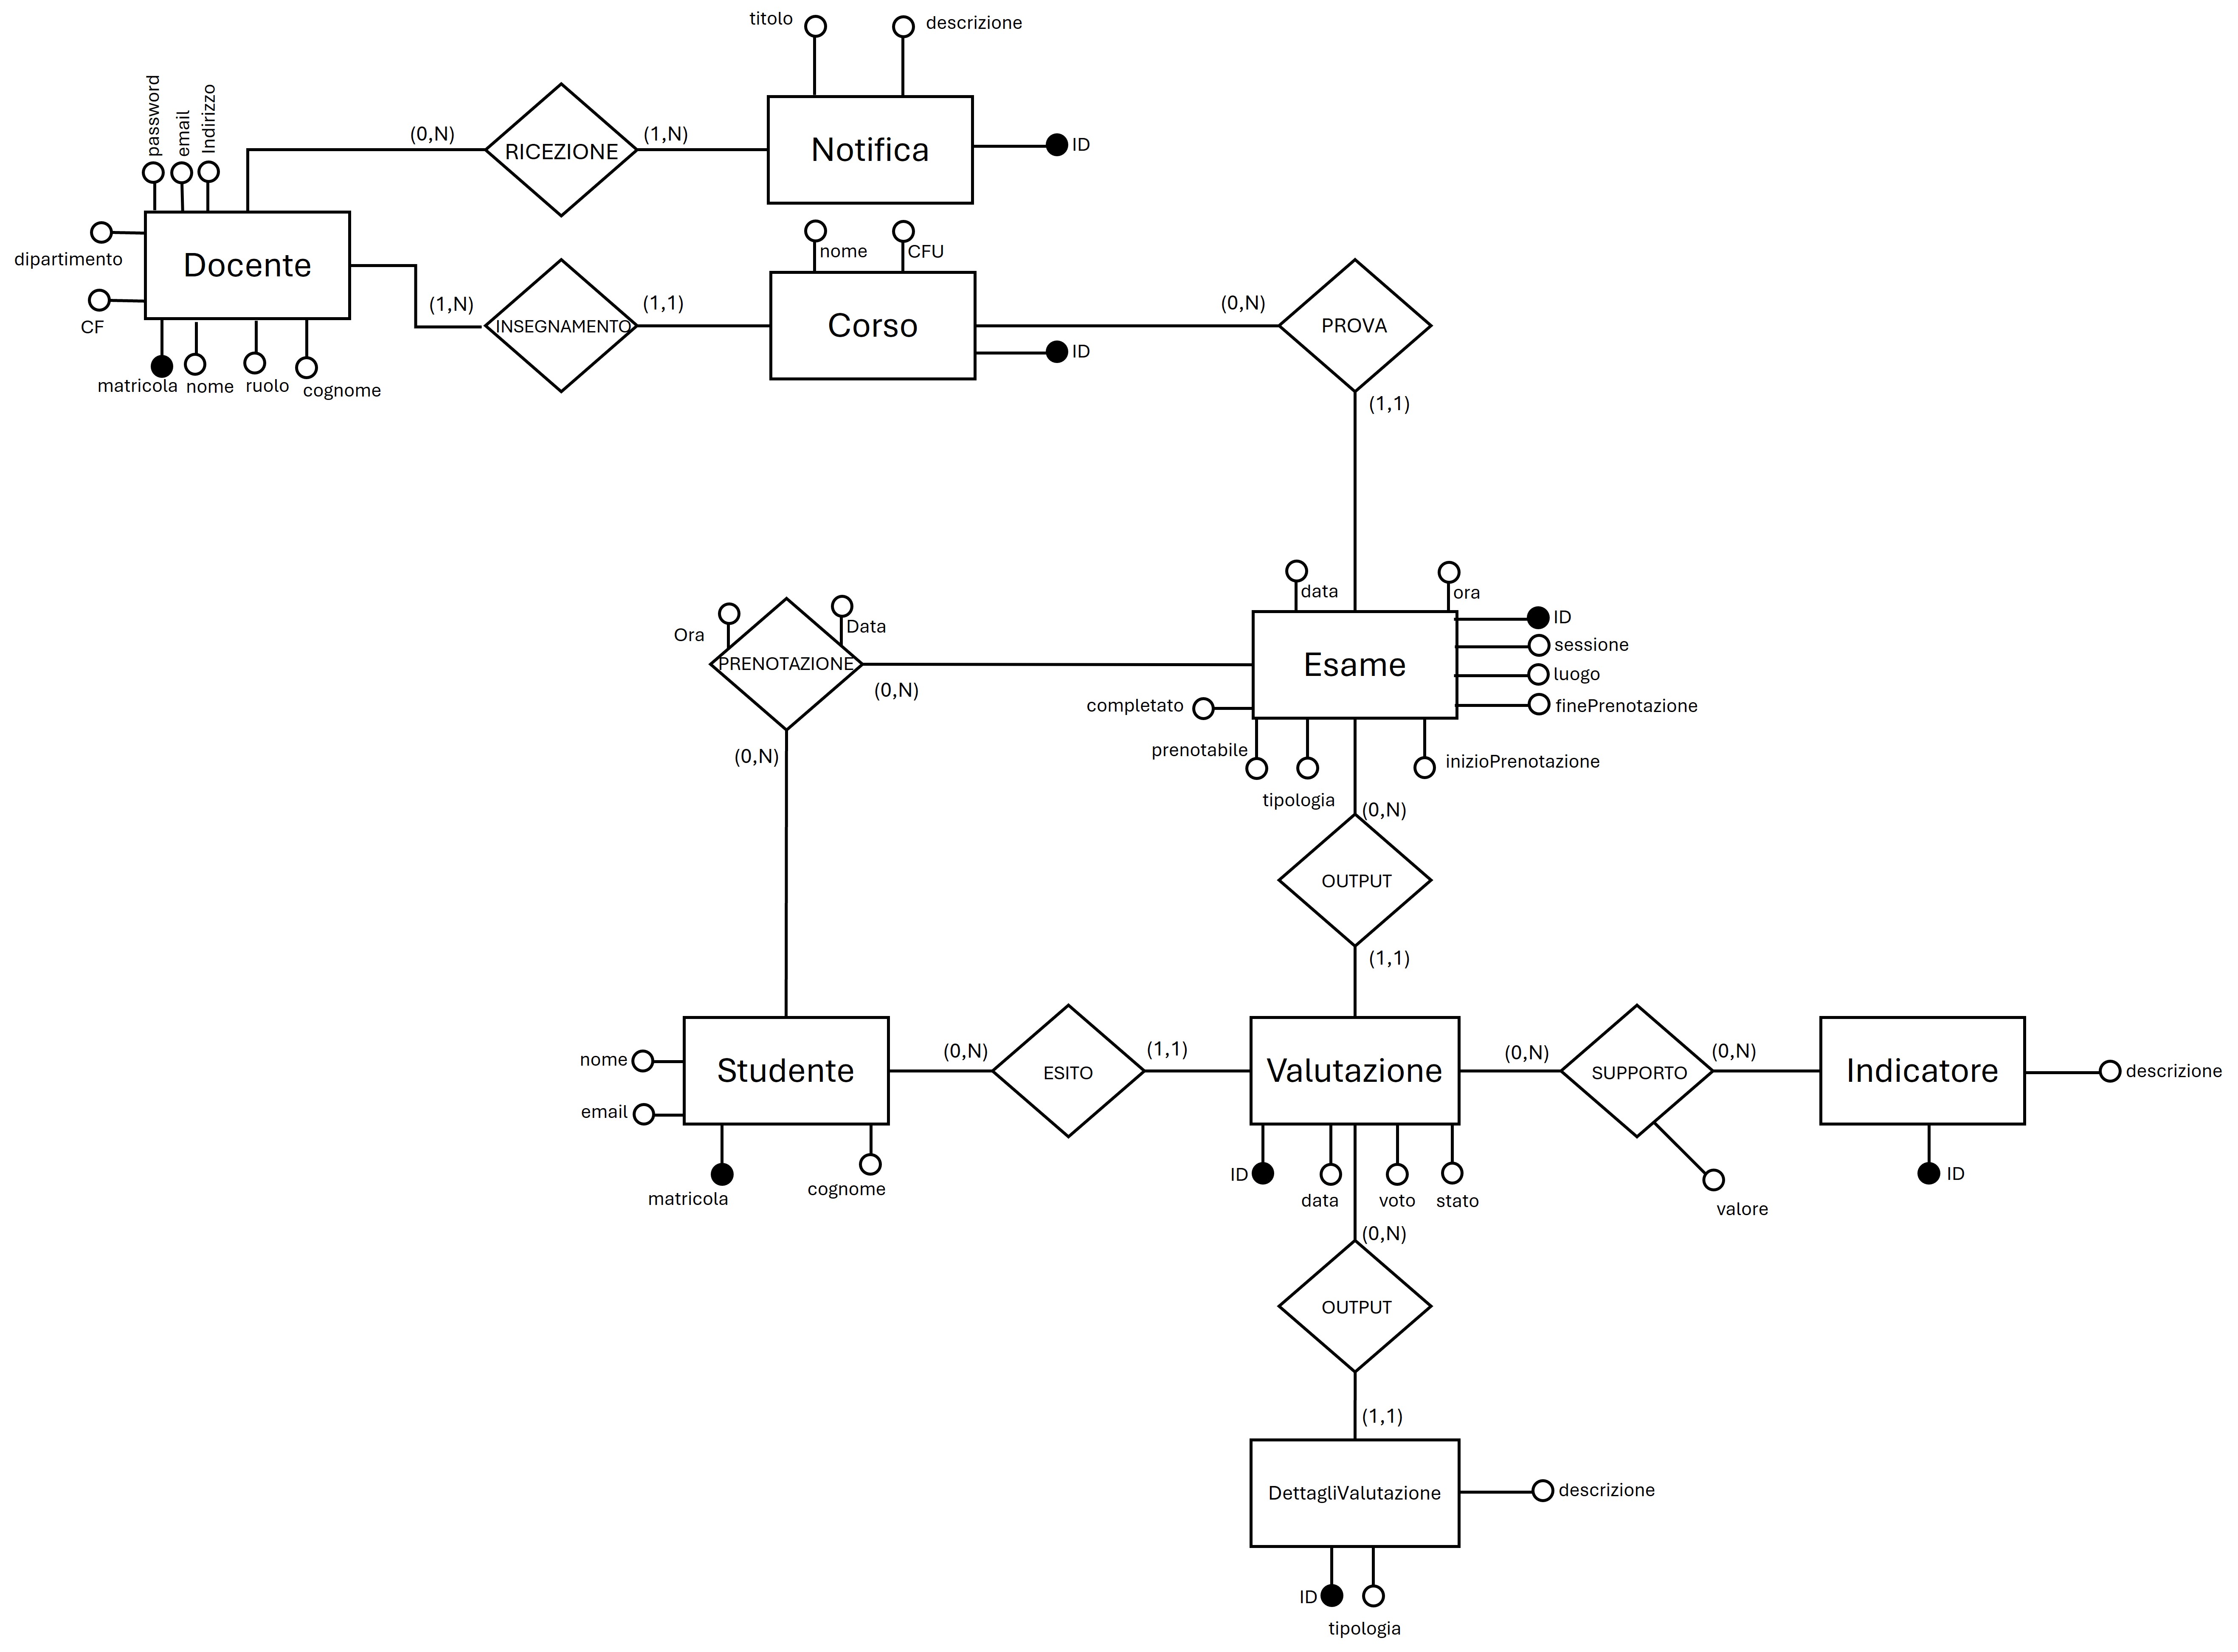 titolo
descrizione
password
email
Indirizzo
(0,N)
RICEZIONE
(1,N)
Notifica
ID
dipartimento
Docente
CF
matricola
nome
ruolo
cognome
(1,N)
INSEGNAMENTO
(1,1)
nome
CFU
Corso
ID
(0,N)
PROVA
(1,1)
data
ora
ID
sessione
luogo
finePrenotazione
Esame
completato
prenotabile
tipologia
inizioPrenotazione
Ora
Data
PRENOTAZIONE
(0,N)
(0,N)
(0,N)
OUTPUT
(1,1)
nome
email
Studente
matricola
cognome
(0,N)
ESITO
(1,1)
Valutazione
ID
data
voto
stato
(0,N)
SUPPORTO
(0,N)
valore
Indicatore
descrizione
ID
(0,N)
OUTPUT
(1,1)
DettagliValutazione
descrizione
ID
tipologia